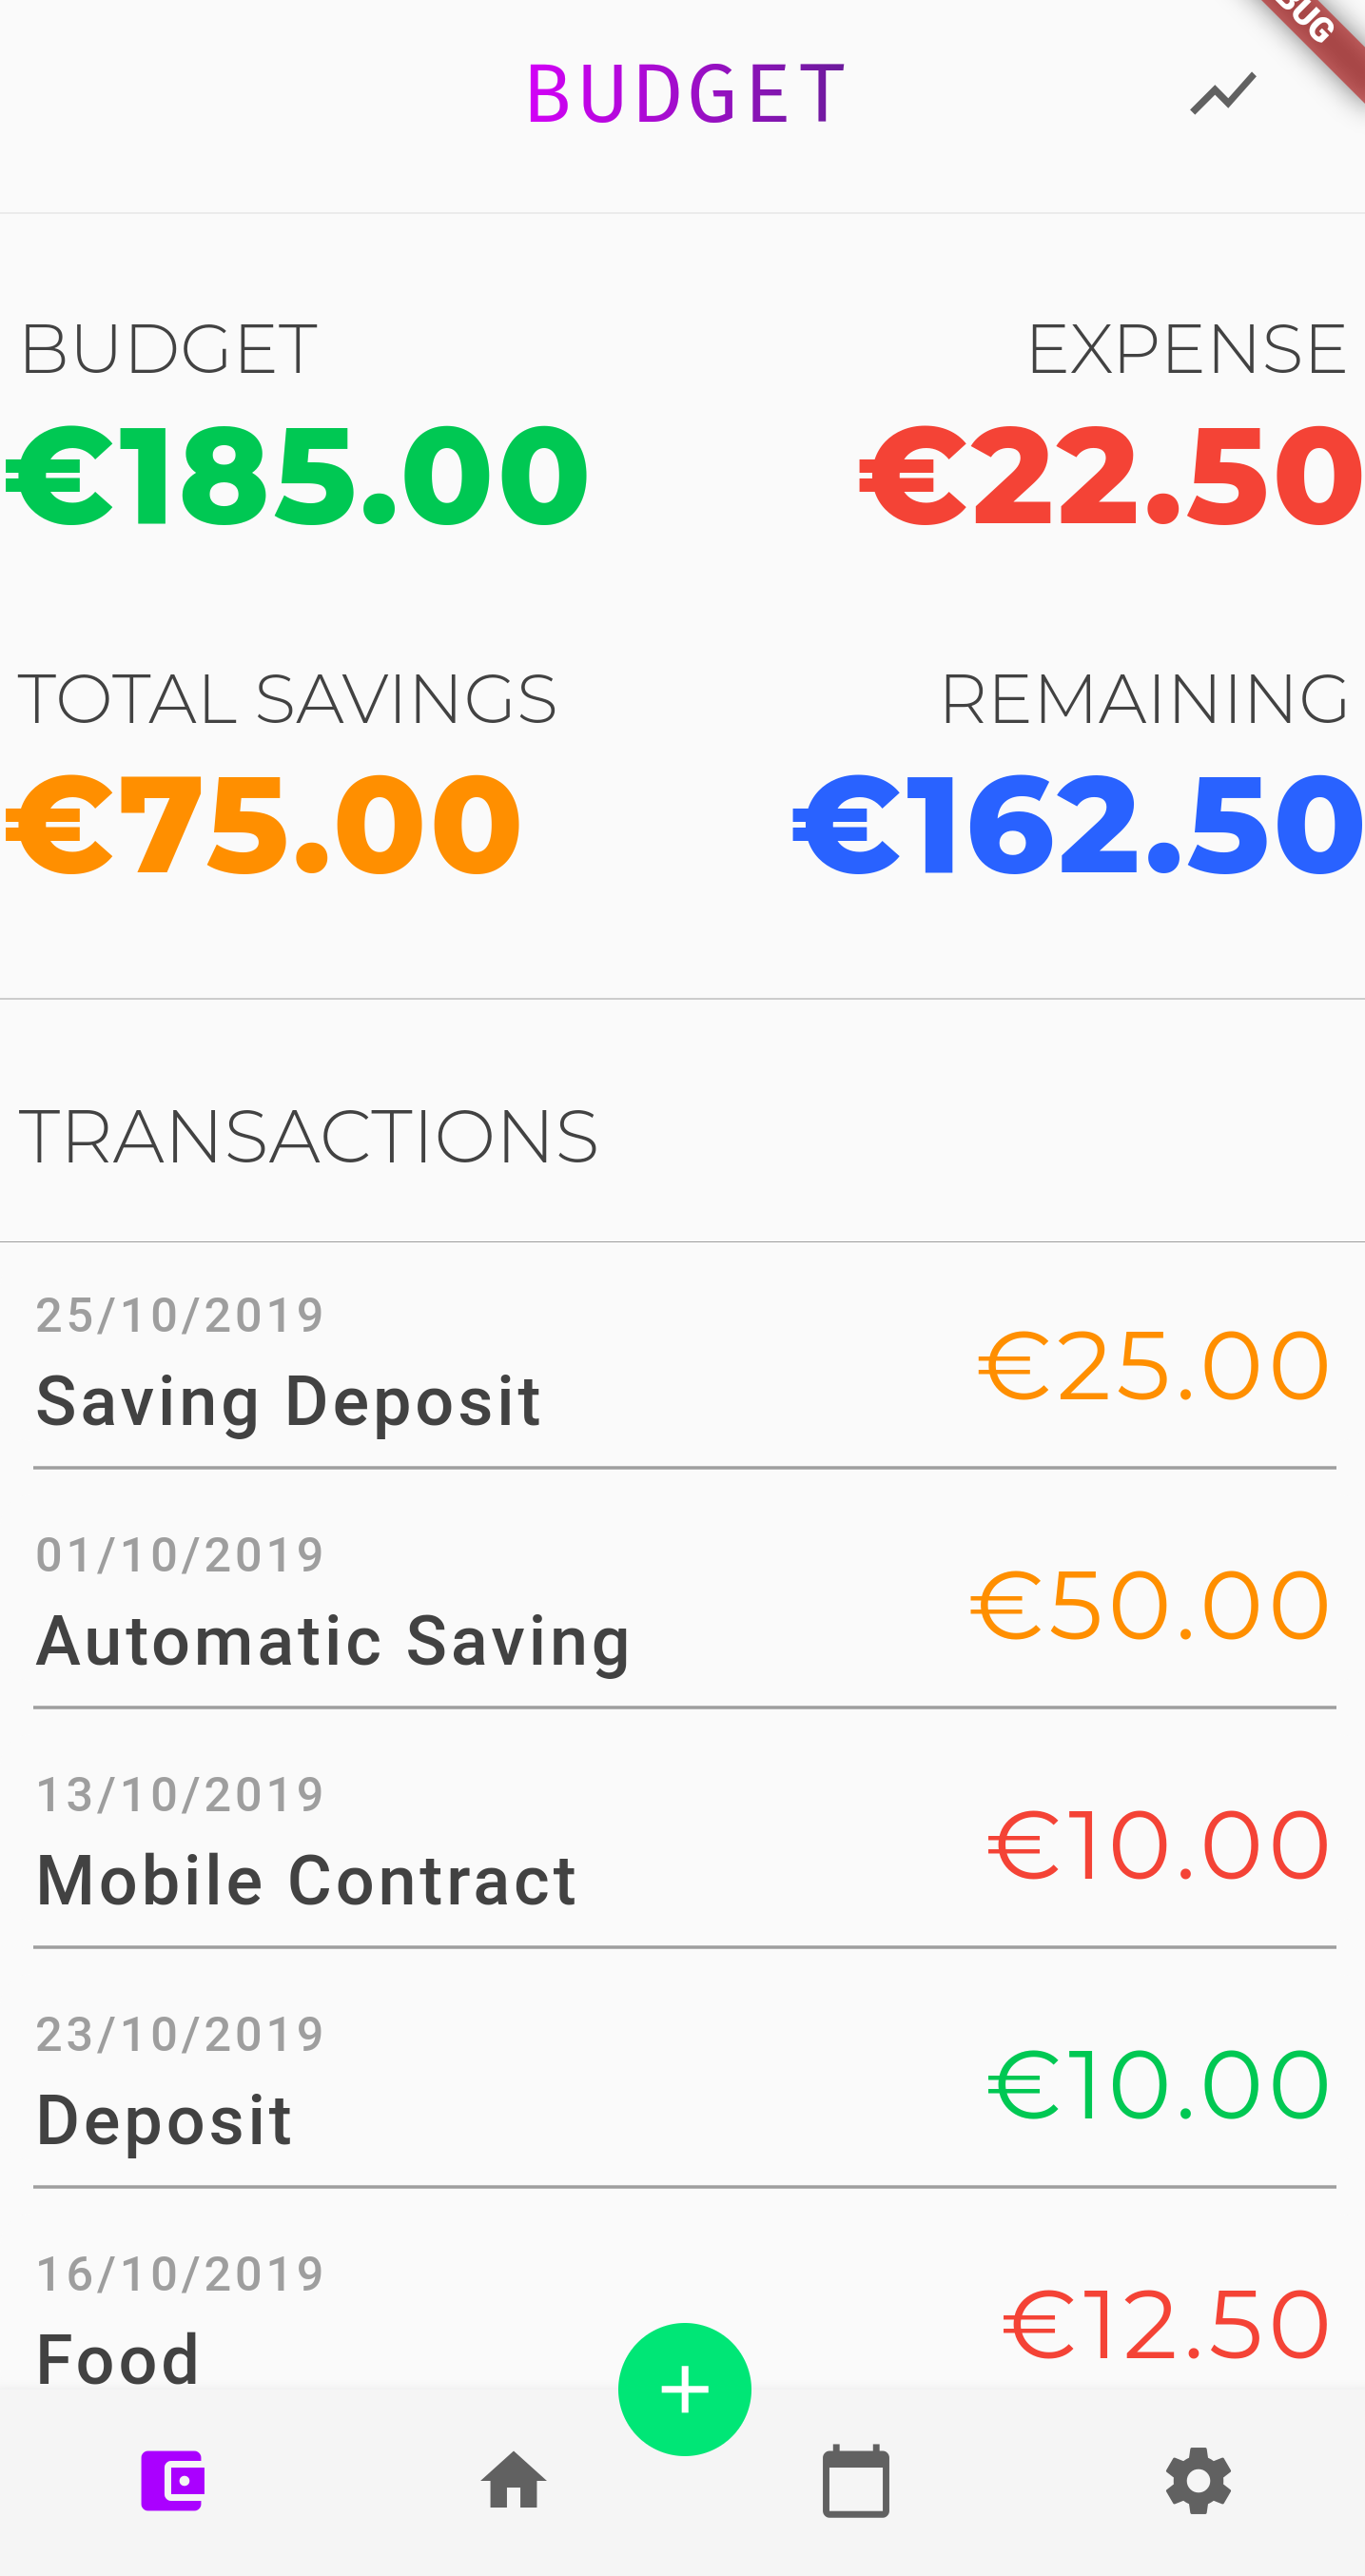 BUDGET
BUDGET
EXPENSE
€185.00
€22.50
TOTAL SAVINGS
REMAINING
€75.00
€162.50
TRANSACTIONS
25/10/2019
€25.00
Saving Deposit
01/10/2019
€50.00
Automatic Saving
13/10/2019
€10.00
Mobile Contract
23/10/2019
€10.00
Deposit
16/10/2019
€12.50
Food